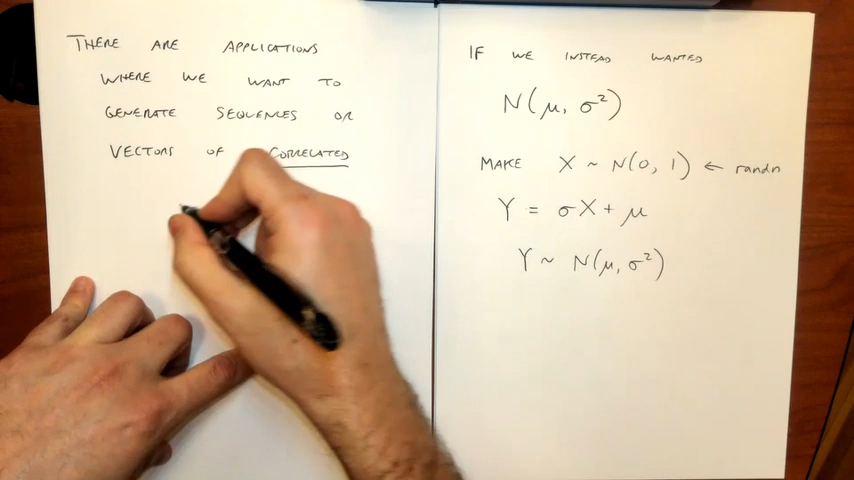 THERE ARE APPLICATIONS
WHERE WE WANT TO
GENERATE SEQUENCES OR
VECTORS OF CORRELATED
IF WE INSTEAD WANTED
N(μ, σ²)
MAKE X ~ N(0, 1) ← randn
Y = σX + μ
Y ~ N(μ, σ²)